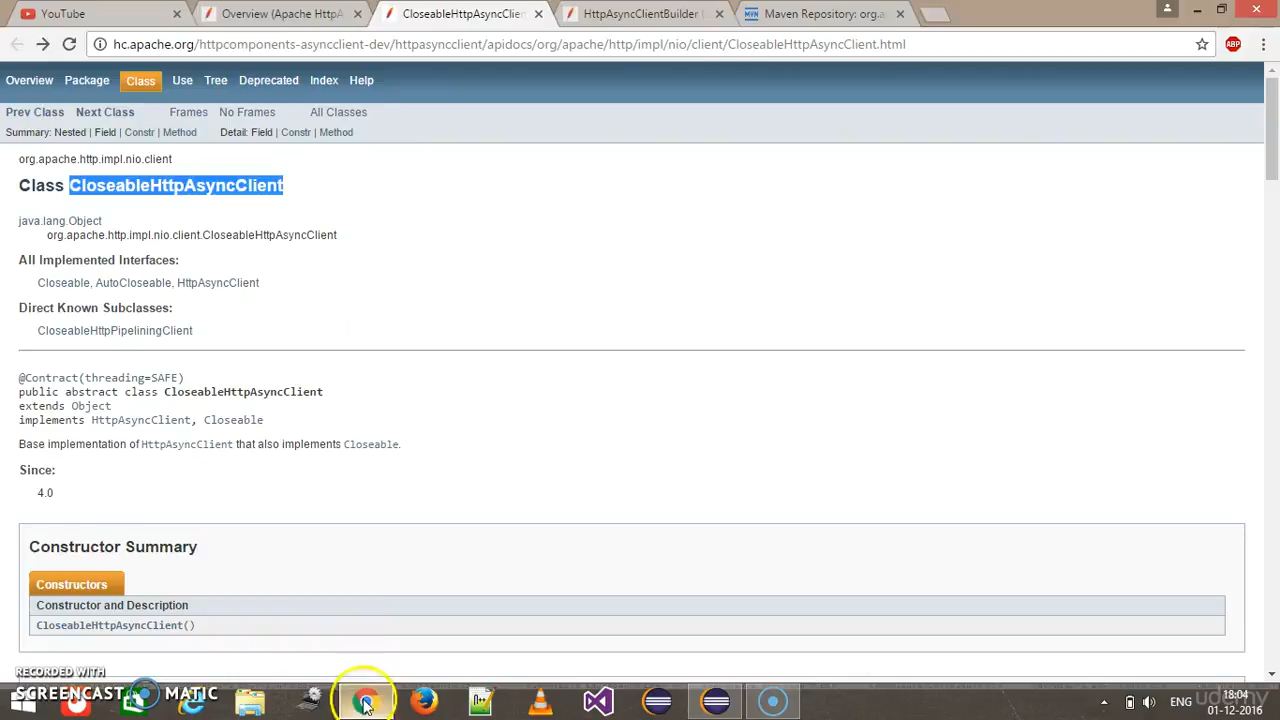 YouTube
Overview (Apache HttpA
CloseableHttpAsyncClien
HttpAsyncClientBuilder (
Maven Repository: org.a
hc.apache.org/httpcomponents-asyncclient-dev/httpasyncclient/apidocs/org/apache/http/impl/nio/client/CloseableHttpAsyncClient.html
ABP
Overview Package Class Use Tree Deprecated Index Help
Prev Class Next Class Frames No Frames All Classes
Summary: Nested | Field | Constr | Method Detail: Field | Constr | Method
org.apache.http.impl.nio.client
Class CloseableHttpAsyncClient
java.lang.Object
org.apache.http.impl.nio.client.CloseableHttpAsyncClient
All Implemented Interfaces:
Closeable, AutoCloseable, HttpAsyncClient
Direct Known Subclasses:
CloseableHttpPipeliningClient
@Contract(threading=SAFE)
public abstract class CloseableHttpAsyncClient
extends Object
implements HttpAsyncClient, Closeable
Base implementation of HttpAsyncClient that also implements Closeable.
Since:
4.0
Constructor Summary
Constructors
Constructor and Description
CloseableHttpAsyncClient()
RECORDED WITH
SCREENCAST MATIC
ENG
18:04
01-12-2016
udemy